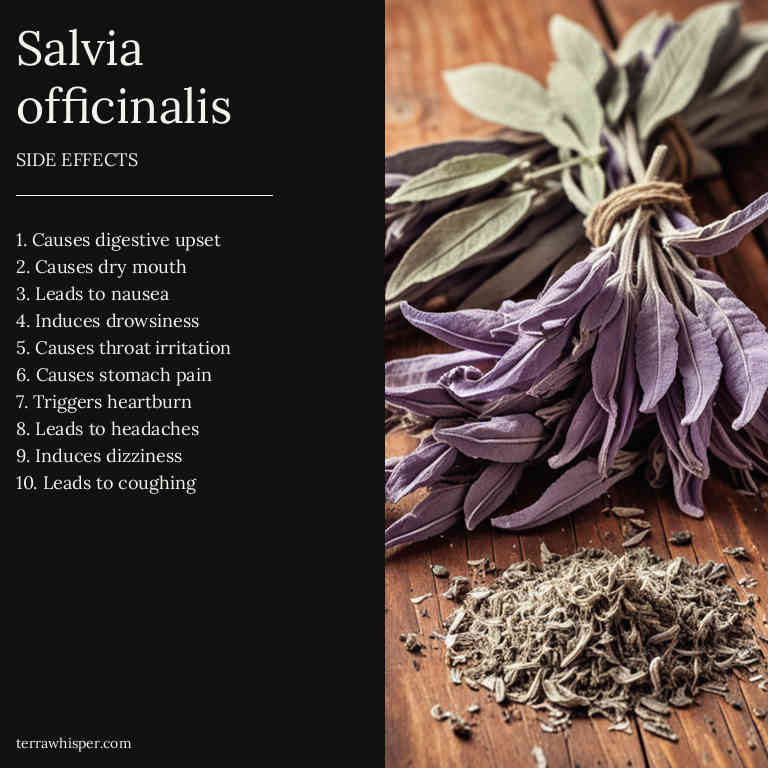 Salvia
officinalis
SIDE EFFECTS
1. Causes digestive upset
2. Causes dry mouth
3. Leads to nausea
4. Induces drowsiness
5. Causes throat irritation
6. Causes stomach pain
7. Triggers heartburn
8. Leads to headaches
9. Induces dizziness
10. Leads to coughing
terrawhisper.com